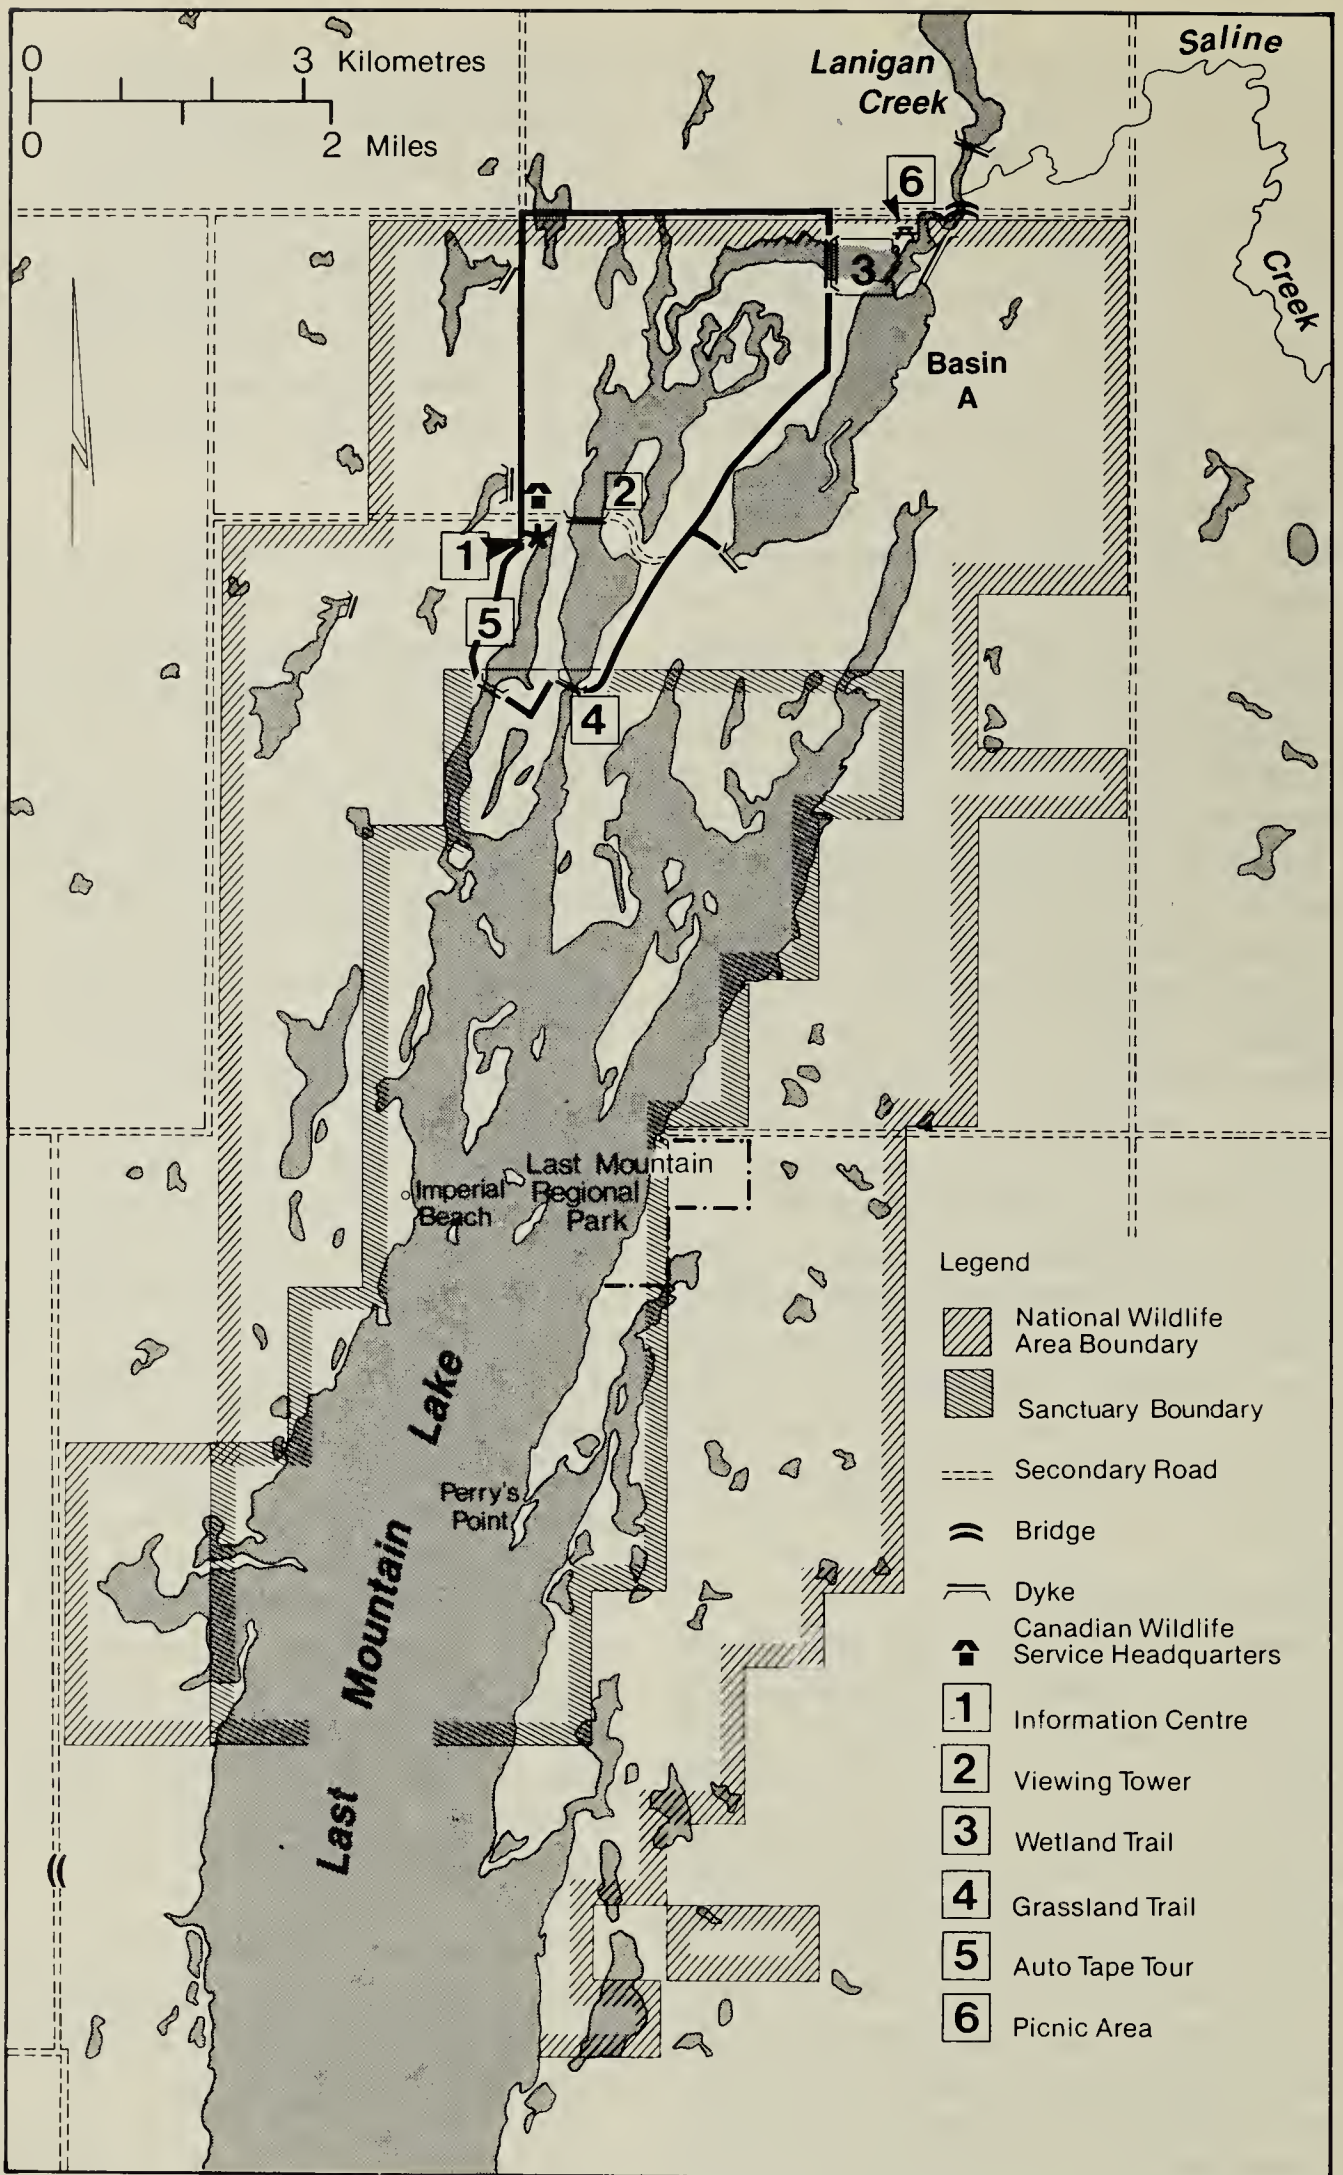 0 3 Kilometres
0 2 Miles
Lanigan
Creek
Saline
Creek
6
3
Basin
A
2
1
5
4
Last Mountain
Regional
Park
Imperial
Beach
Perry's
Point
Last Mountain Lake
Legend
National Wildlife
Area Boundary
Sanctuary Boundary
Secondary Road
Bridge
Dyke
Canadian Wildlife
Service Headquarters
1 Information Centre
2 Viewing Tower
3 Wetland Trail
4 Grassland Trail
5 Auto Tape Tour
6 Picnic Area